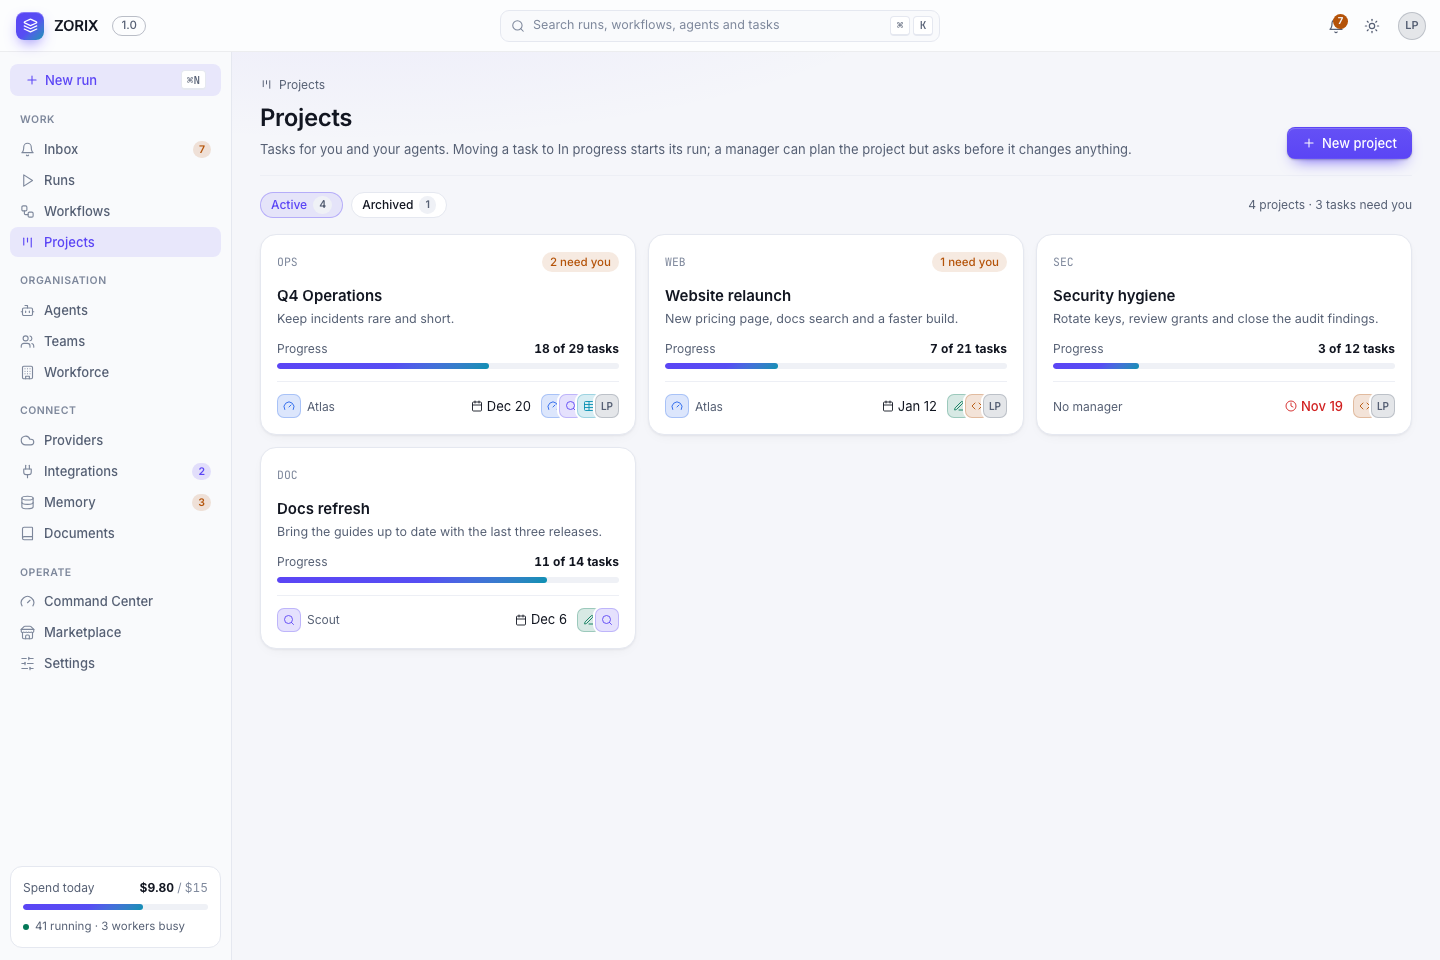 ZORIX 1.0
Search runs, workflows, agents and tasks ⌘ K
7
LP
New run ⌘N
WORK
Inbox 7
Runs
Workflows
Projects
ORGANISATION
Agents
Teams
Workforce
CONNECT
Providers
Integrations 2
Memory 3
Documents
OPERATE
Command Center
Marketplace
Settings
Spend today $9.80 / $15
41 running · 3 workers busy
Projects
Projects
Tasks for you and your agents. Moving a task to In progress starts its run; a manager can plan the project but asks before it changes anything.
New project
Active 4 Archived 1
4 projects · 3 tasks need you
OPS 2 need you
Q4 Operations
Keep incidents rare and short.
Progress 18 of 29 tasks
Atlas Dec 20 LP
WEB 1 need you
Website relaunch
New pricing page, docs search and a faster build.
Progress 7 of 21 tasks
Atlas Jan 12 LP
SEC
Security hygiene
Rotate keys, review grants and close the audit findings.
Progress 3 of 12 tasks
No manager Nov 19 LP
DOC
Docs refresh
Bring the guides up to date with the last three releases.
Progress 11 of 14 tasks
Scout Dec 6